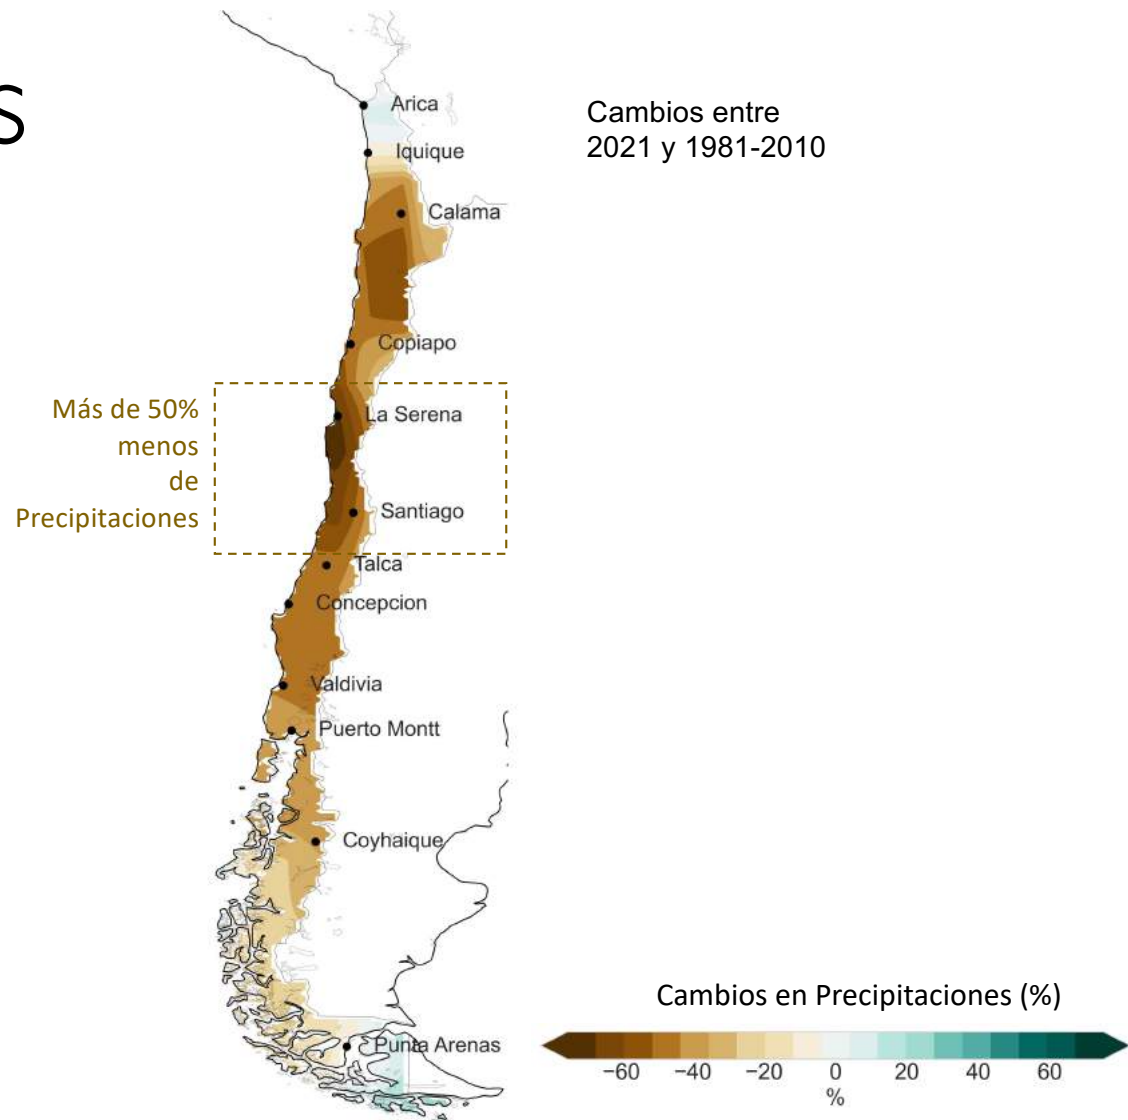 S
Cambios entre
2021 y 1981-2010
Arica
Iquique
Calama
Copiapo
Más de 50%
menos
de
Precipitaciones
La Serena
Santiago
Talca
Concepcion
Valdivia
Puerto Montt
Coyhaique
Punta Arenas
Cambios en Precipitaciones (%)
−60 −40 −20 0 20 40 60
%